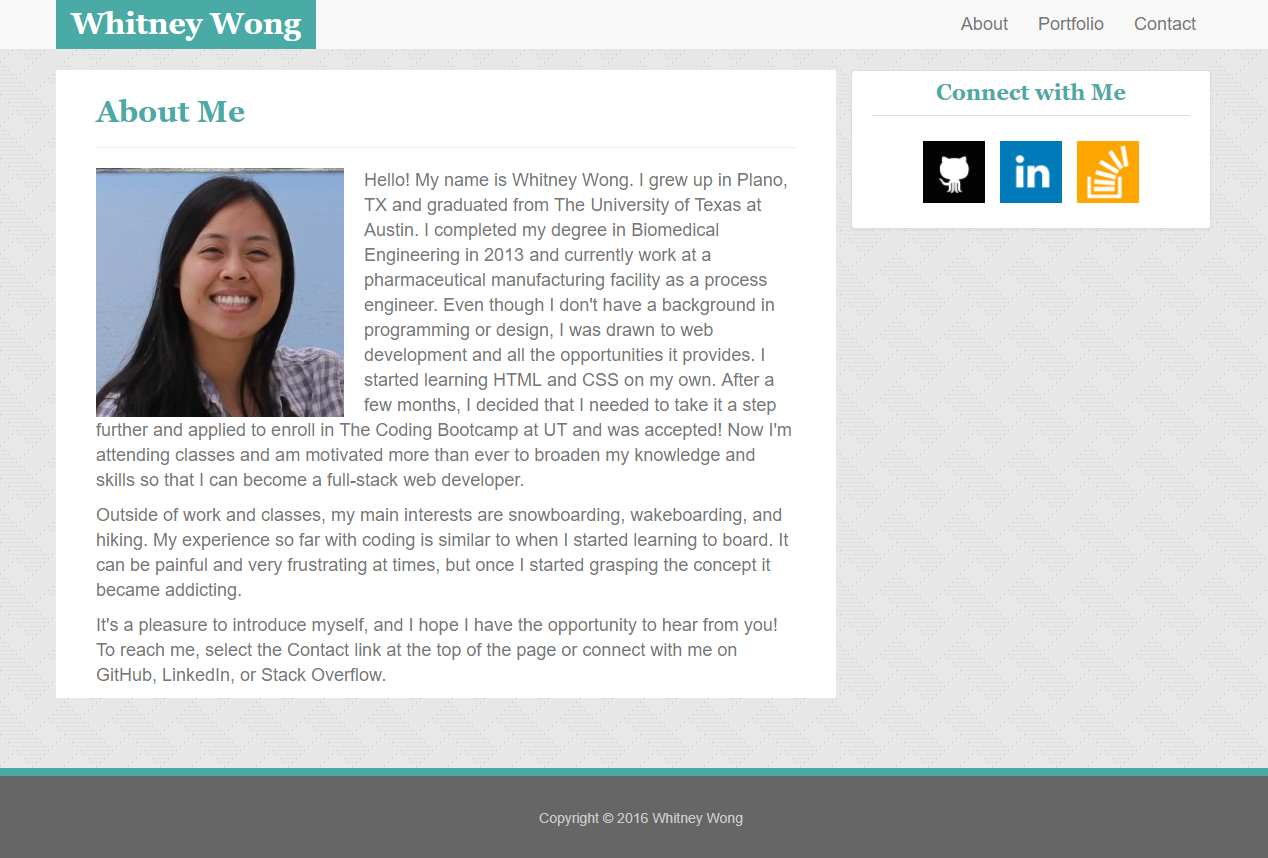 Whitney Wong
About Portfolio Contact
About Me
Hello! My name is Whitney Wong. I grew up in Plano,
TX and graduated from The University of Texas at
Austin. I completed my degree in Biomedical
Engineering in 2013 and currently work at a
pharmaceutical manufacturing facility as a process
engineer. Even though I don't have a background in
programming or design, I was drawn to web
development and all the opportunities it provides. I
started learning HTML and CSS on my own. After a
few months, I decided that I needed to take it a step
further and applied to enroll in The Coding Bootcamp at UT and was accepted! Now I'm
attending classes and am motivated more than ever to broaden my knowledge and
skills so that I can become a full-stack web developer.
Outside of work and classes, my main interests are snowboarding, wakeboarding, and
hiking. My experience so far with coding is similar to when I started learning to board. It
can be painful and very frustrating at times, but once I started grasping the concept it
became addicting.
It's a pleasure to introduce myself, and I hope I have the opportunity to hear from you!
To reach me, select the Contact link at the top of the page or connect with me on
GitHub, LinkedIn, or Stack Overflow.
Connect with Me
in
Copyright © 2016 Whitney Wong